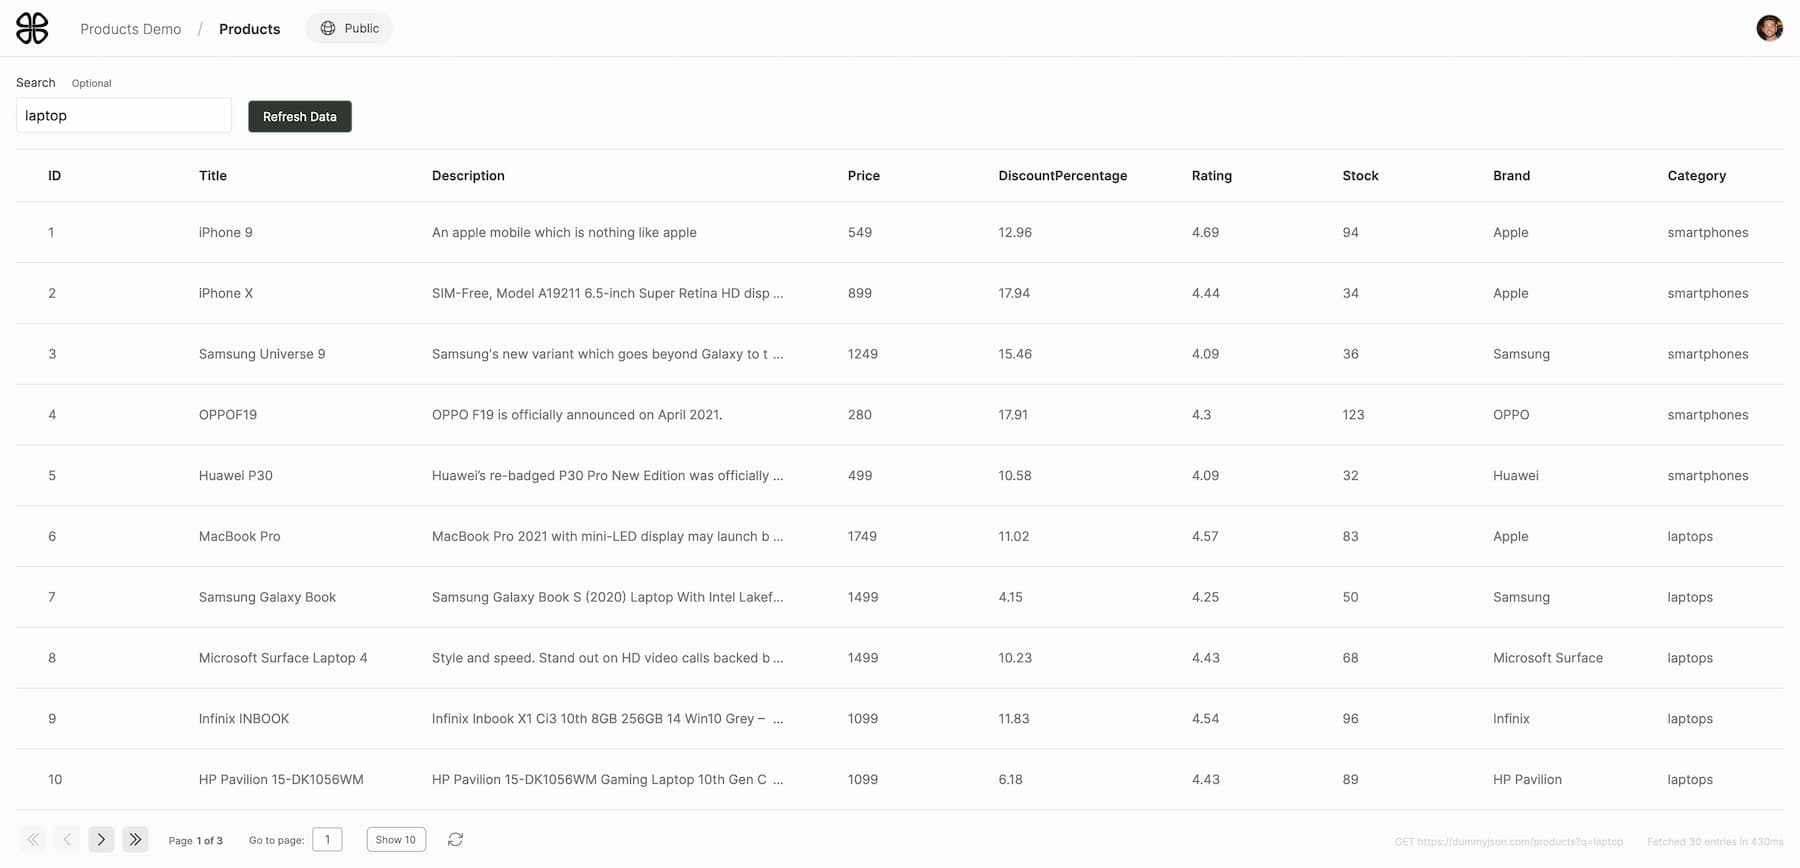 Products Demo / Products Public
Search Optional
laptop Refresh Data
ID Title Description Price DiscountPercentage Rating Stock Brand Category
1 iPhone 9 An apple mobile which is nothing like apple 549 12.96 4.69 94 Apple smartphones
2 iPhone X SIM-Free, Model A19211 6.5-inch Super Retina HD disp ... 899 17.94 4.44 34 Apple smartphones
3 Samsung Universe 9 Samsung's new variant which goes beyond Galaxy to t ... 1249 15.46 4.09 36 Samsung smartphones
4 OPPOF19 OPPO F19 is officially announced on April 2021. 280 17.91 4.3 123 OPPO smartphones
5 Huawei P30 Huawei’s re-badged P30 Pro New Edition was officially ... 499 10.58 4.09 32 Huawei smartphones
6 MacBook Pro MacBook Pro 2021 with mini-LED display may launch b ... 1749 11.02 4.57 83 Apple laptops
7 Samsung Galaxy Book Samsung Galaxy Book S (2020) Laptop With Intel Lakef... 1499 4.15 4.25 50 Samsung laptops
8 Microsoft Surface Laptop 4 Style and speed. Stand out on HD video calls backed b ... 1499 10.23 4.43 68 Microsoft Surface laptops
9 Infinix INBOOK Infinix Inbook X1 Ci3 10th 8GB 256GB 14 Win10 Grey – ... 1099 11.83 4.54 96 Infinix laptops
10 HP Pavilion 15-DK1056WM HP Pavilion 15-DK1056WM Gaming Laptop 10th Gen C ... 1099 6.18 4.43 89 HP Pavilion laptops
Page 1 of 3 Go to page: 1 Show 10 GET https://dummyjson.com/products?q=laptop Fetched 30 entries in 430ms